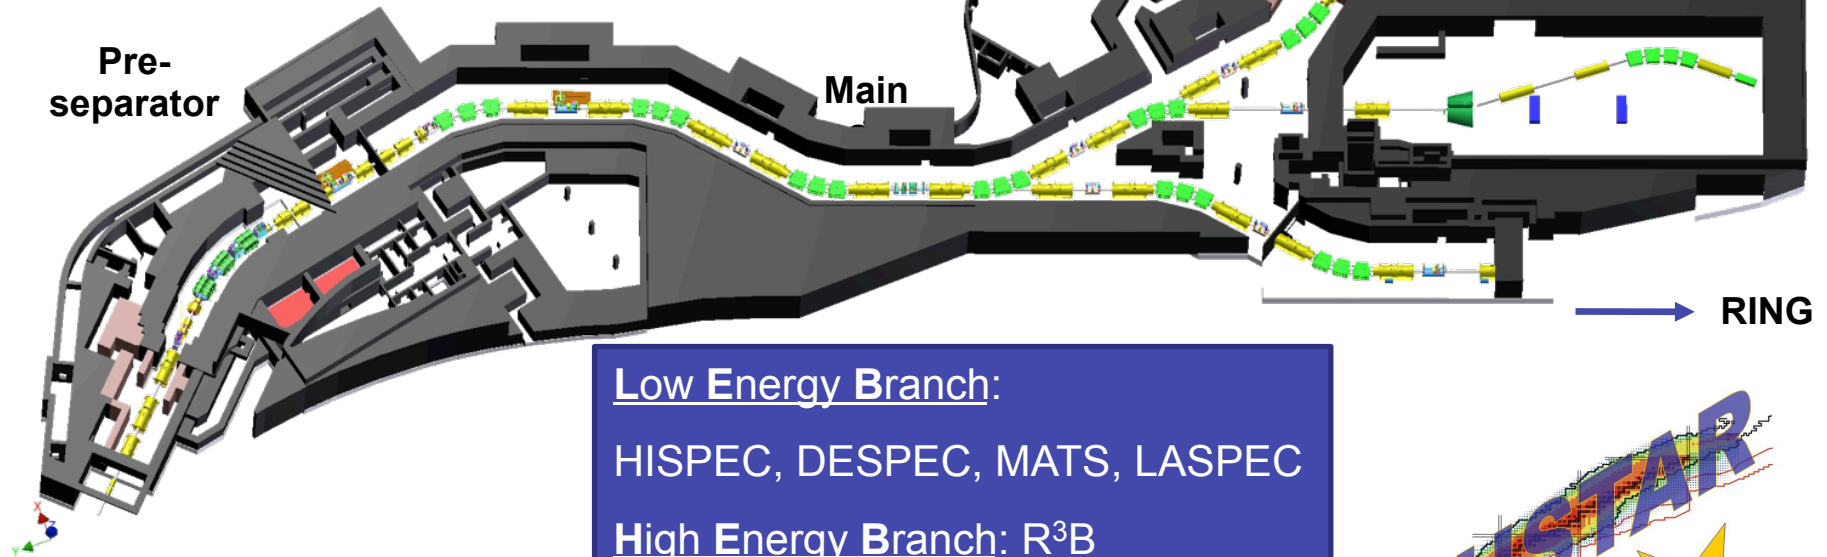 Pre-
separator
Main
RING
Low Energy Branch:
HISPEC, DESPEC, MATS, LASPEC
High Energy Branch: R³B
X
Z
Y